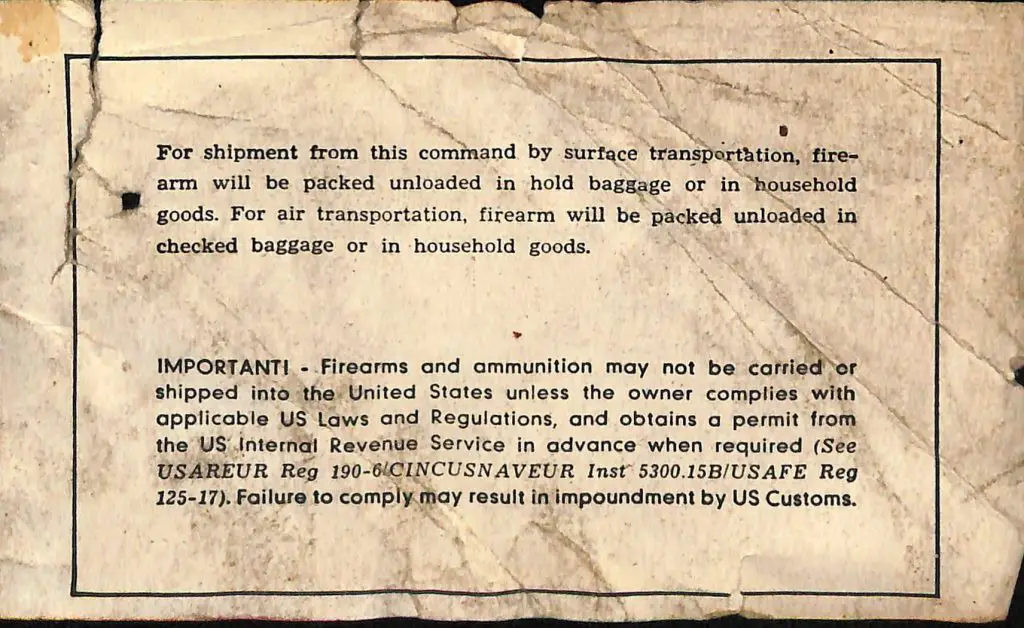 For shipment from this command by surface transportation, fire-
arm will be packed unloaded in hold baggage or in household
goods. For air transportation, firearm will be packed unloaded in
checked baggage or in household goods.
IMPORTANT! - Firearms and ammunition may not be carried or
shipped into the United States unless the owner complies with
applicable US Laws and Regulations, and obtains a permit from
the US Internal Revenue Service in advance when required (See
USAREUR Reg 190-6/CINCUSNAVEUR Inst 5300.15B/USAFE Reg
125-17). Failure to comply may result in impoundment by US Customs.